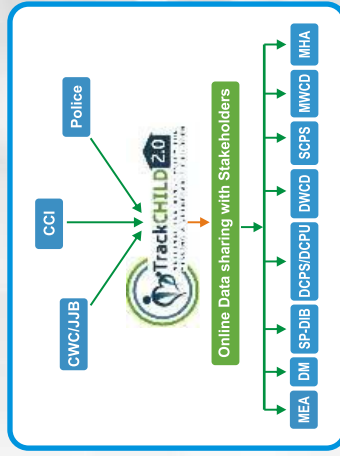 CWC/JJB
CCI
Police
TrackCHILD 2.0
Online Data sharing with Stakeholders
MEA
DM
SP-DIB
DCPS/DCPU
DWCD
SCPS
MWCD
MHA